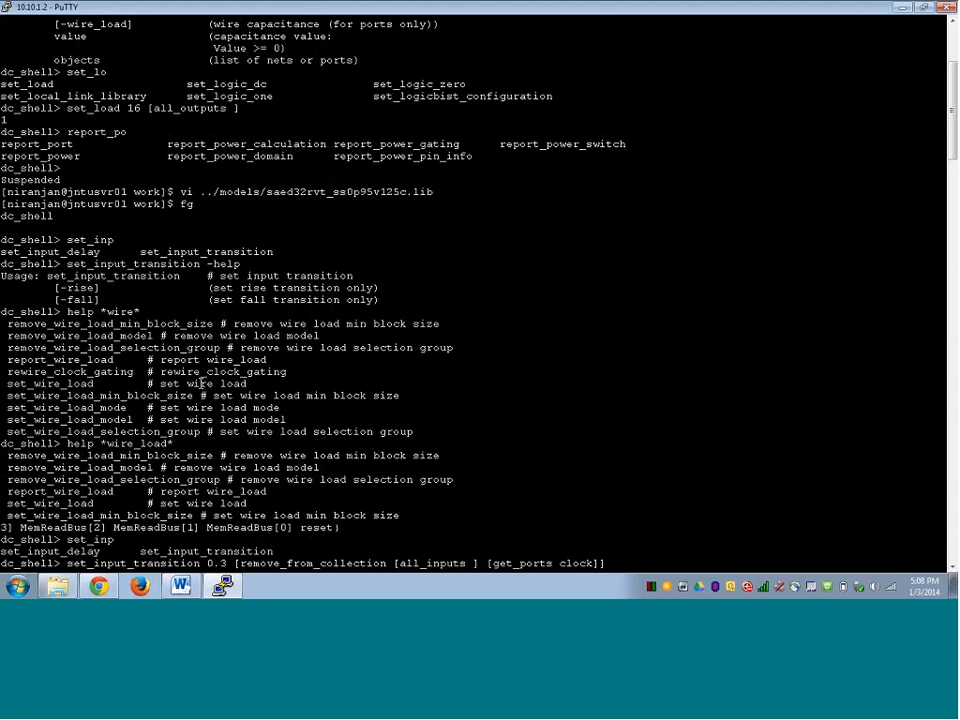 10.10.1.2 - PuTTY
[-wire_load] (wire capacitance (for ports only))
value (capacitance value:
Value >= 0)
objects (list of nets or ports)
dc_shell> set_lo
set_load set_logic_dc set_logic_zero
set_local_link_library set_logic_one set_logicbist_configuration
dc_shell> set_load 16 [all_outputs ]
1
dc_shell> report_po
report_port report_power_calculation report_power_gating report_power_switch
report_power report_power_domain report_power_pin_info
dc_shell>
Suspended
[niranjan@jntusvr01 work]$ vi ../models/saed32rvt_ss0p95v125c.lib
[niranjan@jntusvr01 work]$ fg
dc_shell
dc_shell> set_inp
set_input_delay set_input_transition
dc_shell> set_input_transition -help
Usage: set_input_transition # set input transition
[-rise] (set rise transition only)
[-fall] (set fall transition only)
dc_shell> help *wire*
remove_wire_load_min_block_size # remove wire load min block size
remove_wire_load_model # remove wire load model
remove_wire_load_selection_group # remove wire load selection group
report_wire_load # report wire_load
rewire_clock_gating # rewire_clock_gating
set_wire_load # set wire load
set_wire_load_min_block_size # set wire load min block size
set_wire_load_mode # set wire load mode
set_wire_load_model # set wire load model
set_wire_load_selection_group # set wire load selection group
dc_shell> help *wire_load*
remove_wire_load_min_block_size # remove wire load min block size
remove_wire_load_model # remove wire load model
remove_wire_load_selection_group # remove wire load selection group
report_wire_load # report wire_load
set_wire_load # set wire load
set_wire_load_min_block_size # set wire load min block size
3] MemReadBus[2] MemReadBus[1] MemReadBus[0] reset}
dc_shell> set_inp
set_input_delay set_input_transition
dc_shell> set_input_transition 0.3 [remove_from_collection [all_inputs ] [get_ports clock]]
5:08 PM
1/3/2014